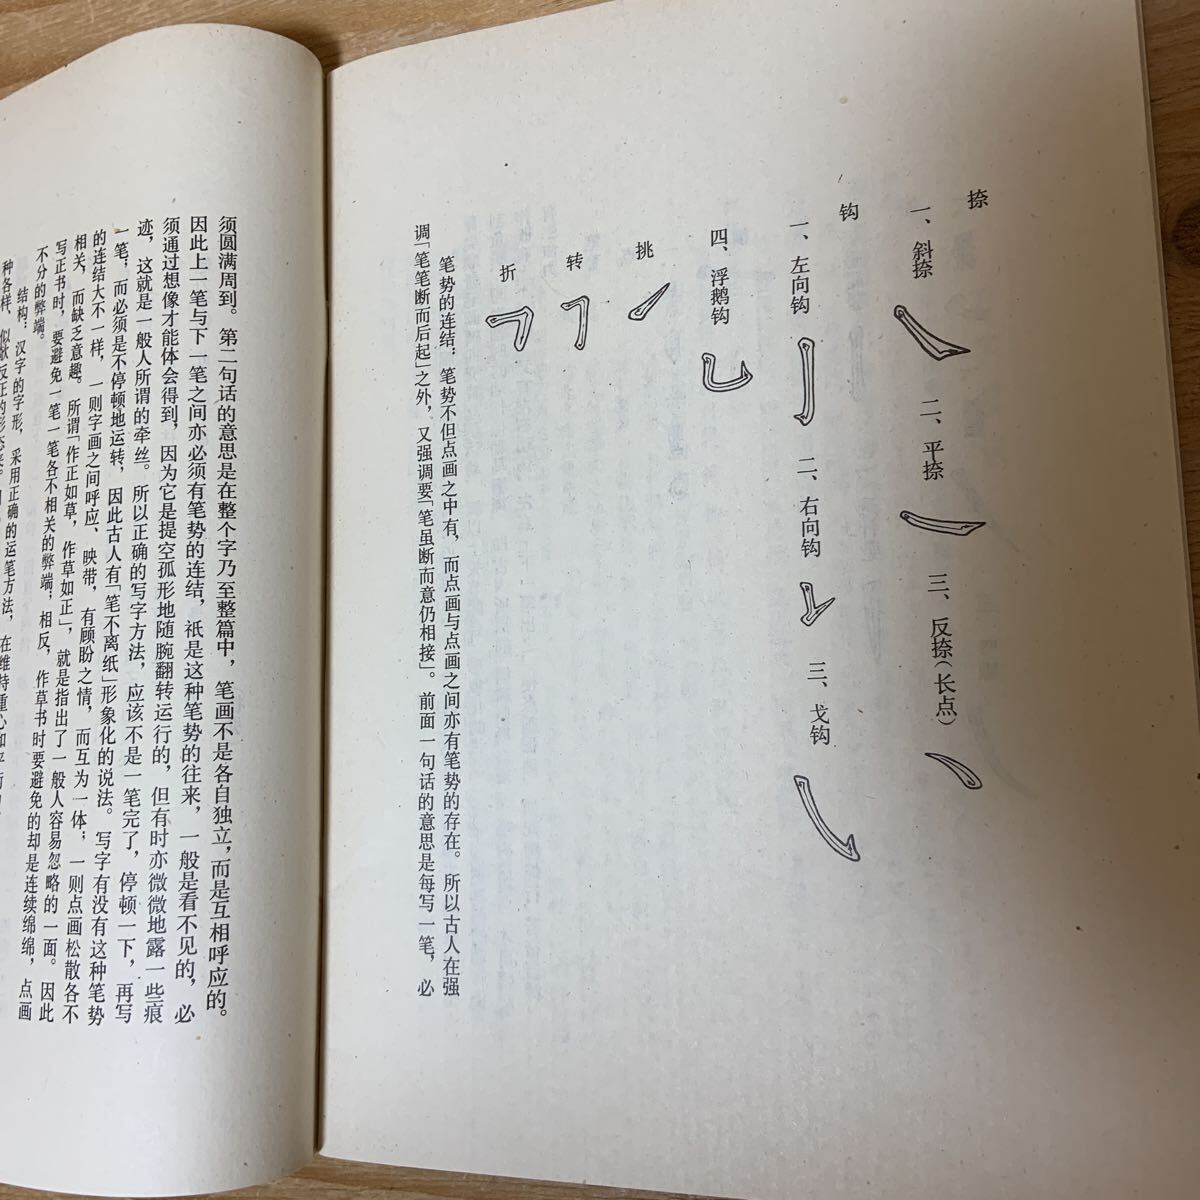 捺
一、斜捺 二、平捺 三、反捺(长点)
钩
一、左向钩 二、右向钩 三、戈钩
四、浮鹅钩
挑
转
折
笔势的连结:笔势不但点画之中有,而点画与点画之间亦有笔势的存在。所以古人在强
调「笔笔断而后起」之外,又强调要「笔虽断而意仍相接」。前面一句话的意思是每写一笔,必
须圆满周到。第二句话的意思是在整个字乃至整篇中,笔画不是各自独立,而是互相呼应的。
因此上一笔与下一笔之间亦必须有笔势的连结,祇是这种笔势的往来,一般是看不见的,必
须通过想像才能体会得到,因为它是提空孤形地随腕翻转运行的,但有时亦微微地露一些痕
迹,这就是一般人所谓的牵丝。所以正确的写字方法,应该不是一笔完了,停顿一下,再写
一笔,而必须是不停顿地运转,因此古人有「笔不离纸」形象化的说法。写字有没有这种笔势
的连结大不一样,一则字画之间呼应、映带,有顾盼之情,而互为一体;一则点画松散各不
相关,而缺乏意趣。所谓「作正如草,作草如正」,就是指出了一般人容易忽略的一面。因此
写正书时,要避免一笔一笔各不相关的弊端;相反,作草书时要避免的却是连续绵绵,点画
不分的弊端。
结构:汉字的字形,采用正确的运笔方法,在维持重心和平衡
种各样,似欹反正的形态美。